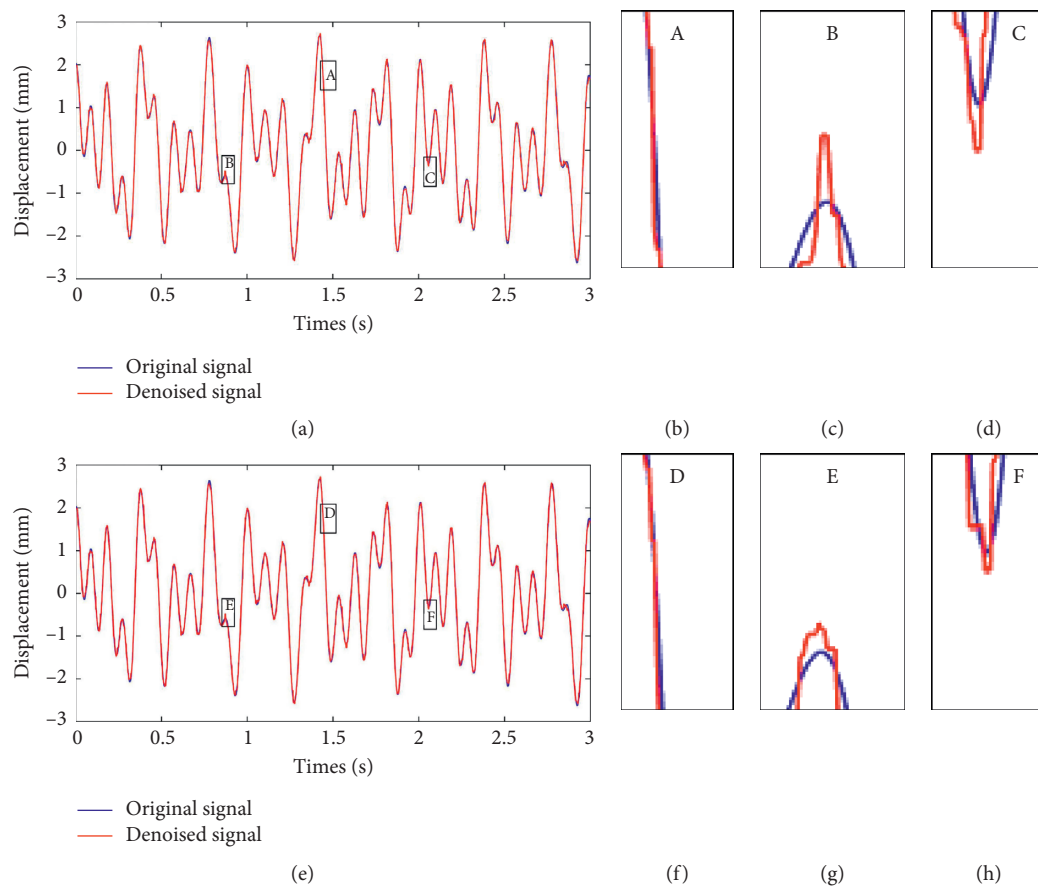 3
2
1
0
−1
−2
−3
Displacement (mm)
A
B
C
0 0.5 1 1.5 2 2.5 3
Times (s)
Original signal
Denoised signal
(a)
A
(b)
B
(c)
C
(d)
3
2
1
0
−1
−2
−3
Displacement (mm)
D
E
F
0 0.5 1 1.5 2 2.5 3
Times (s)
Original signal
Denoised signal
(e)
D
(f)
E
(g)
F
(h)